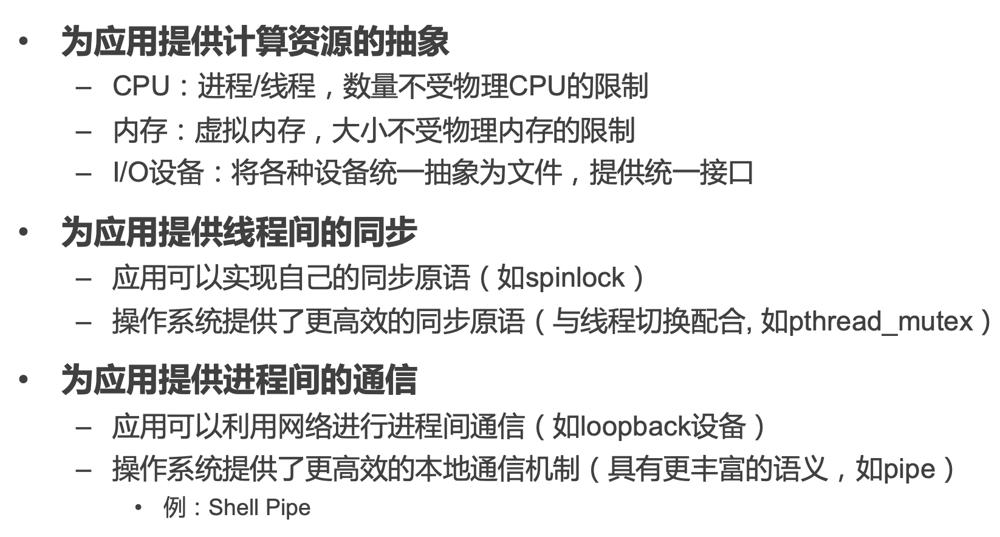 • 为应用提供计算资源的抽象
– CPU：进程/线程，数量不受物理CPU的限制
– 内存：虚拟内存，大小不受物理内存的限制
– I/O设备：将各种设备统一抽象为文件，提供统一接口
• 为应用提供线程间的同步
– 应用可以实现自己的同步原语（如spinlock）
– 操作系统提供了更高效的同步原语（与线程切换配合, 如pthread_mutex）
• 为应用提供进程间的通信
– 应用可以利用网络进行进程间通信（如loopback设备）
– 操作系统提供了更高效的本地通信机制（具有更丰富的语义，如pipe）
• 例：Shell Pipe